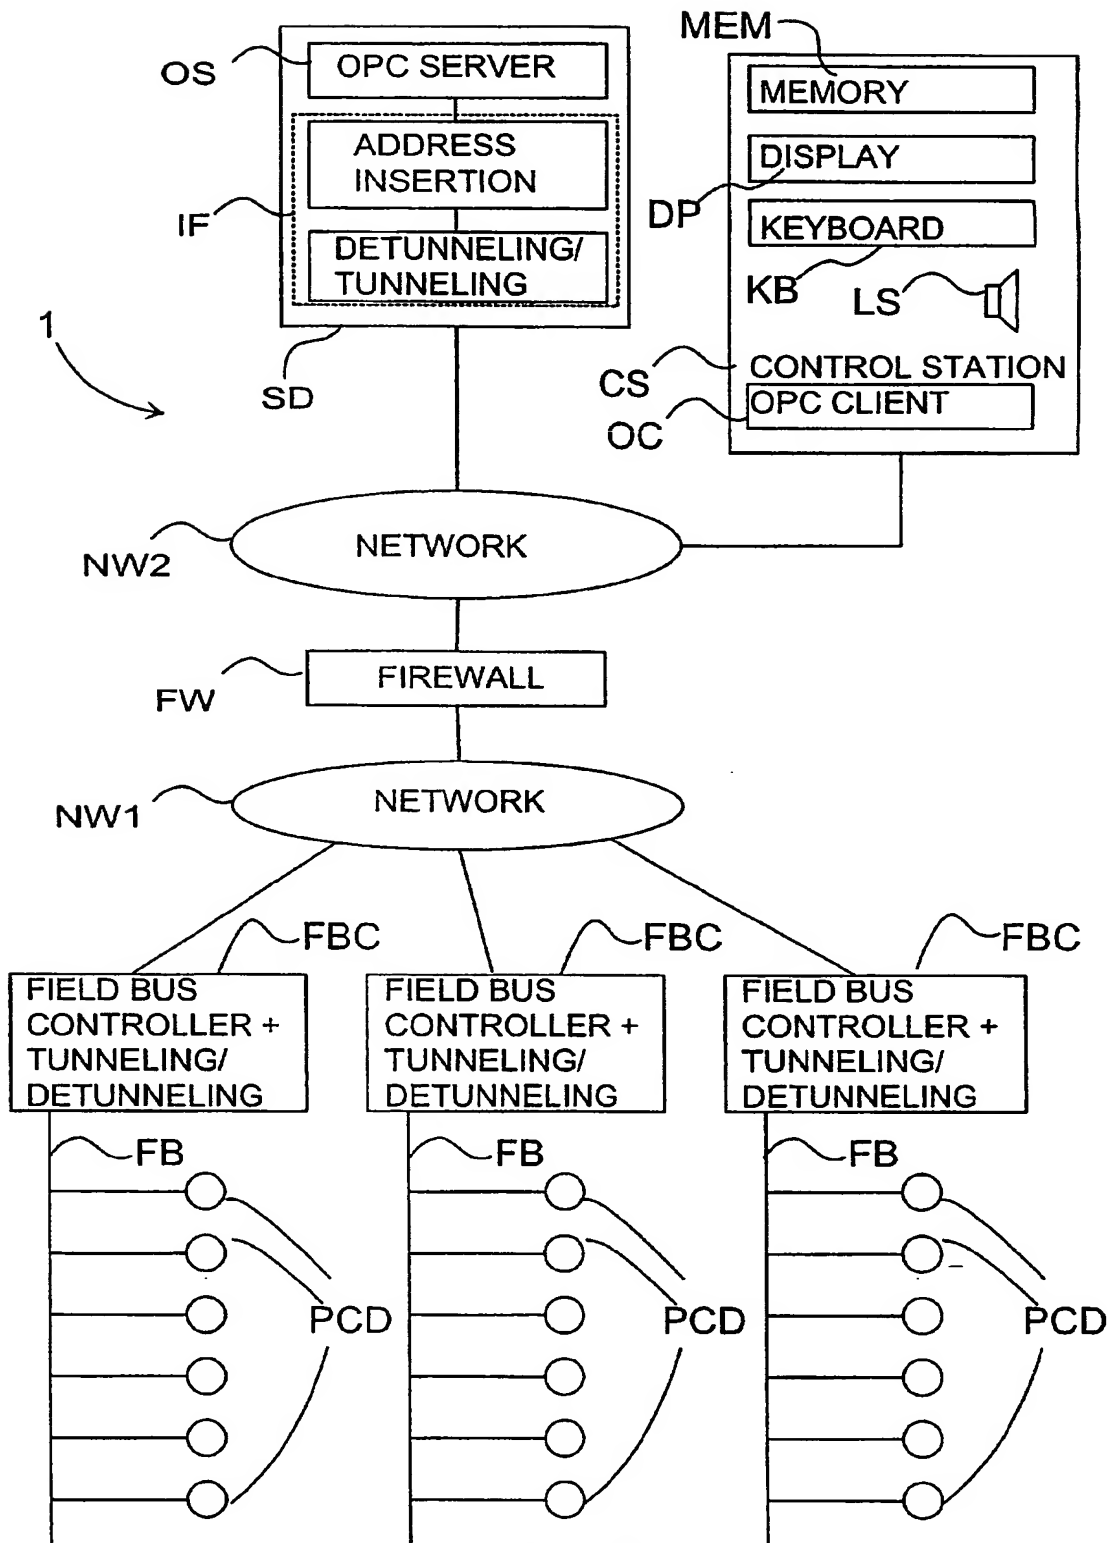 MEM
OS
OPC SERVER
MEMORY
ADDRESS
INSERTION
DISPLAY
IF
DP
KEYBOARD
DETUNNELING/
TUNNELING
KB
LS
1
SD
CS
CONTROL STATION
OPC CLIENT
OC
NW2
NETWORK
FW
FIREWALL
NW1
NETWORK
FBC
FBC
FBC
FIELD BUS
CONTROLLER +
TUNNELING/
DETUNNELING
FIELD BUS
CONTROLLER +
TUNNELING/
DETUNNELING
FIELD BUS
CONTROLLER +
TUNNELING/
DETUNNELING
FB
FB
FB
PCD
PCD
PCD